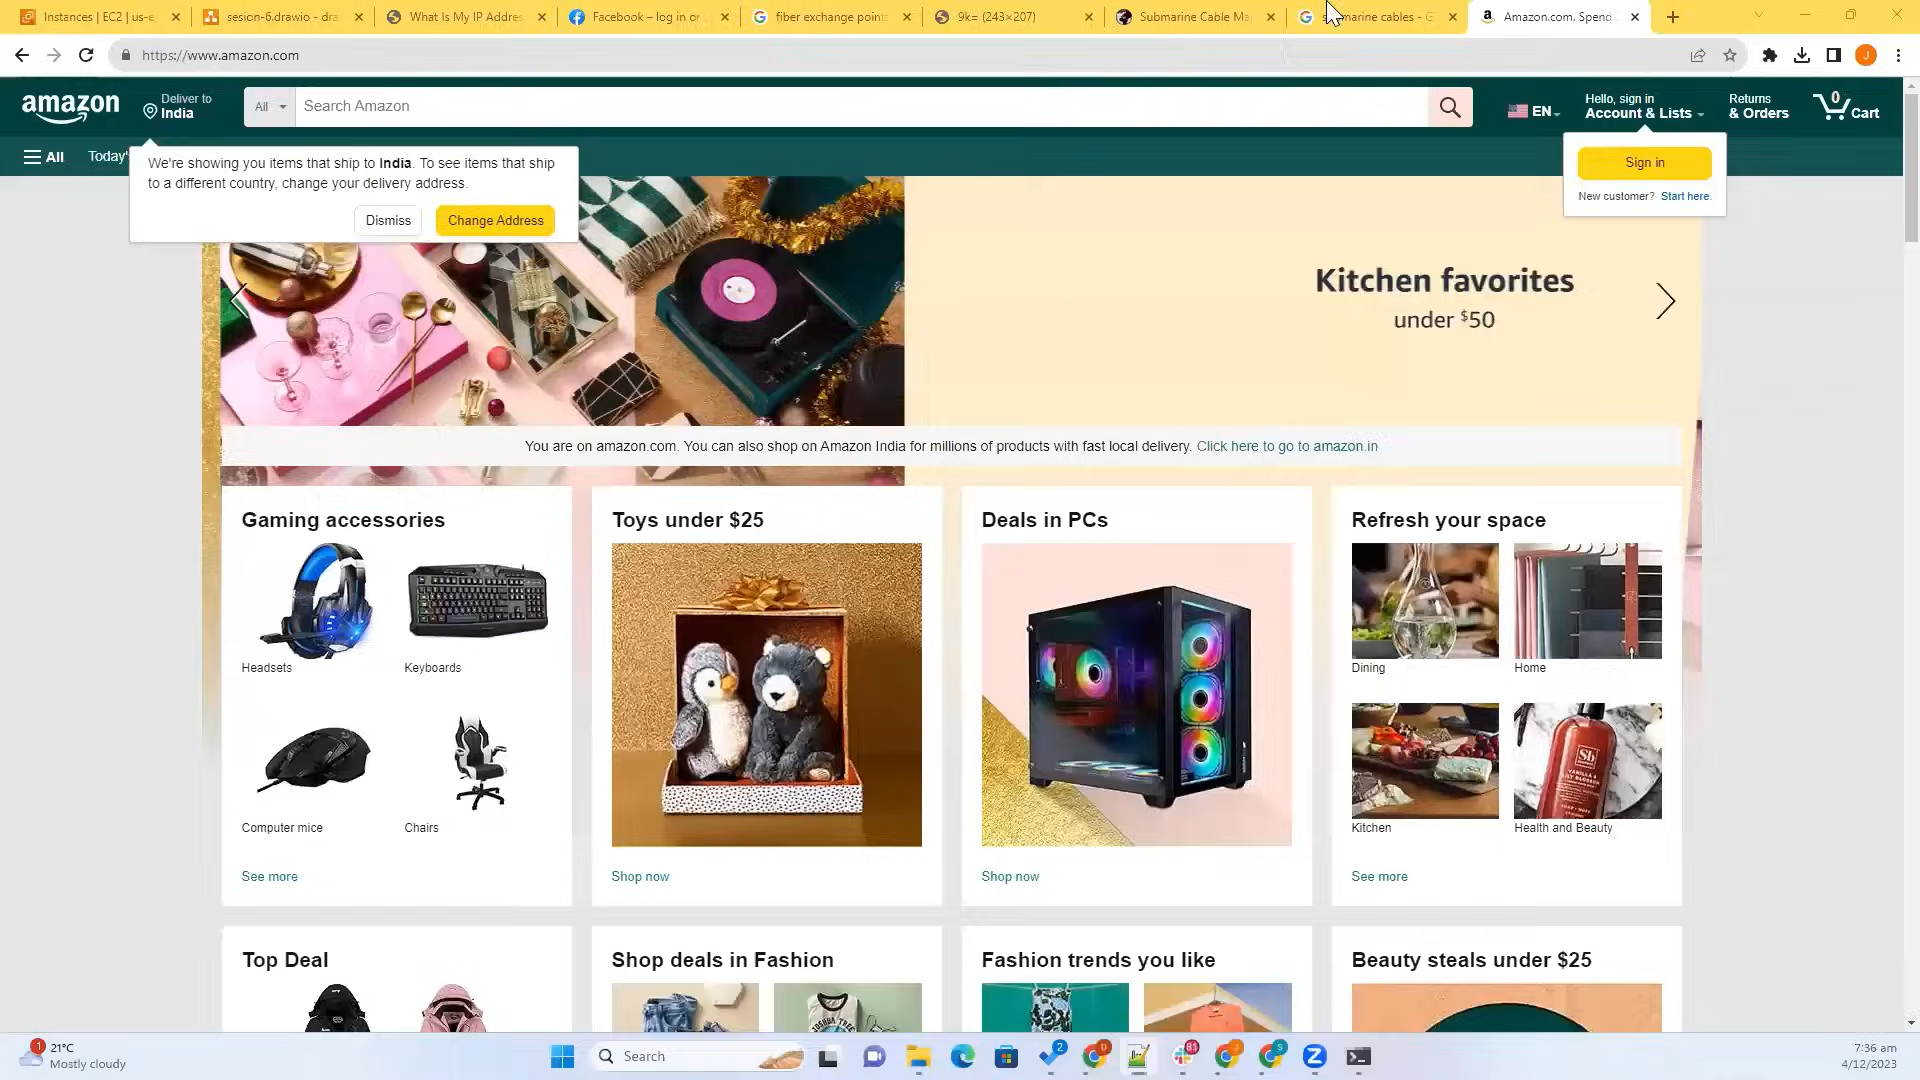 Instances | EC2 | us-e
sesion-6.drawio - dra
What Is My IP Addres
Facebook – log in or
fiber exchange point
9k= (243×207)
Submarine Cable Ma
marine cables - G
Amazon.com. Spend
https://www.amazon.com
J
amazon
Deliver to
India
All
Search Amazon
EN
Hello, sign in
Account & Lists
Returns
& Orders
0
Cart
All
Today'
We're showing you items that ship to India. To see items that ship
to a different country, change your delivery address.
Dismiss
Change Address
Sign in
New customer? Start here.
Kitchen favorites
under $50
You are on amazon.com. You can also shop on Amazon India for millions of products with fast local delivery. Click here to go to amazon.in
Gaming accessories
Headsets
Keyboards
Computer mice
Chairs
See more
Toys under $25
Shop now
Deals in PCs
Shop now
Refresh your space
Dining
Home
Kitchen
Health and Beauty
See more
Top Deal
Shop deals in Fashion
Fashion trends you like
Beauty steals under $25
1
21°C
Mostly cloudy
Search
2
81
7:36 am
4/12/2023